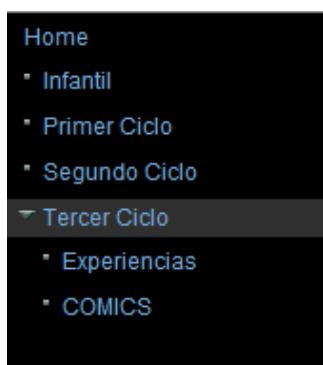 Home
Infantil
Primer Ciclo
Segundo Ciclo
Tercer Ciclo
Experiencias
COMICS